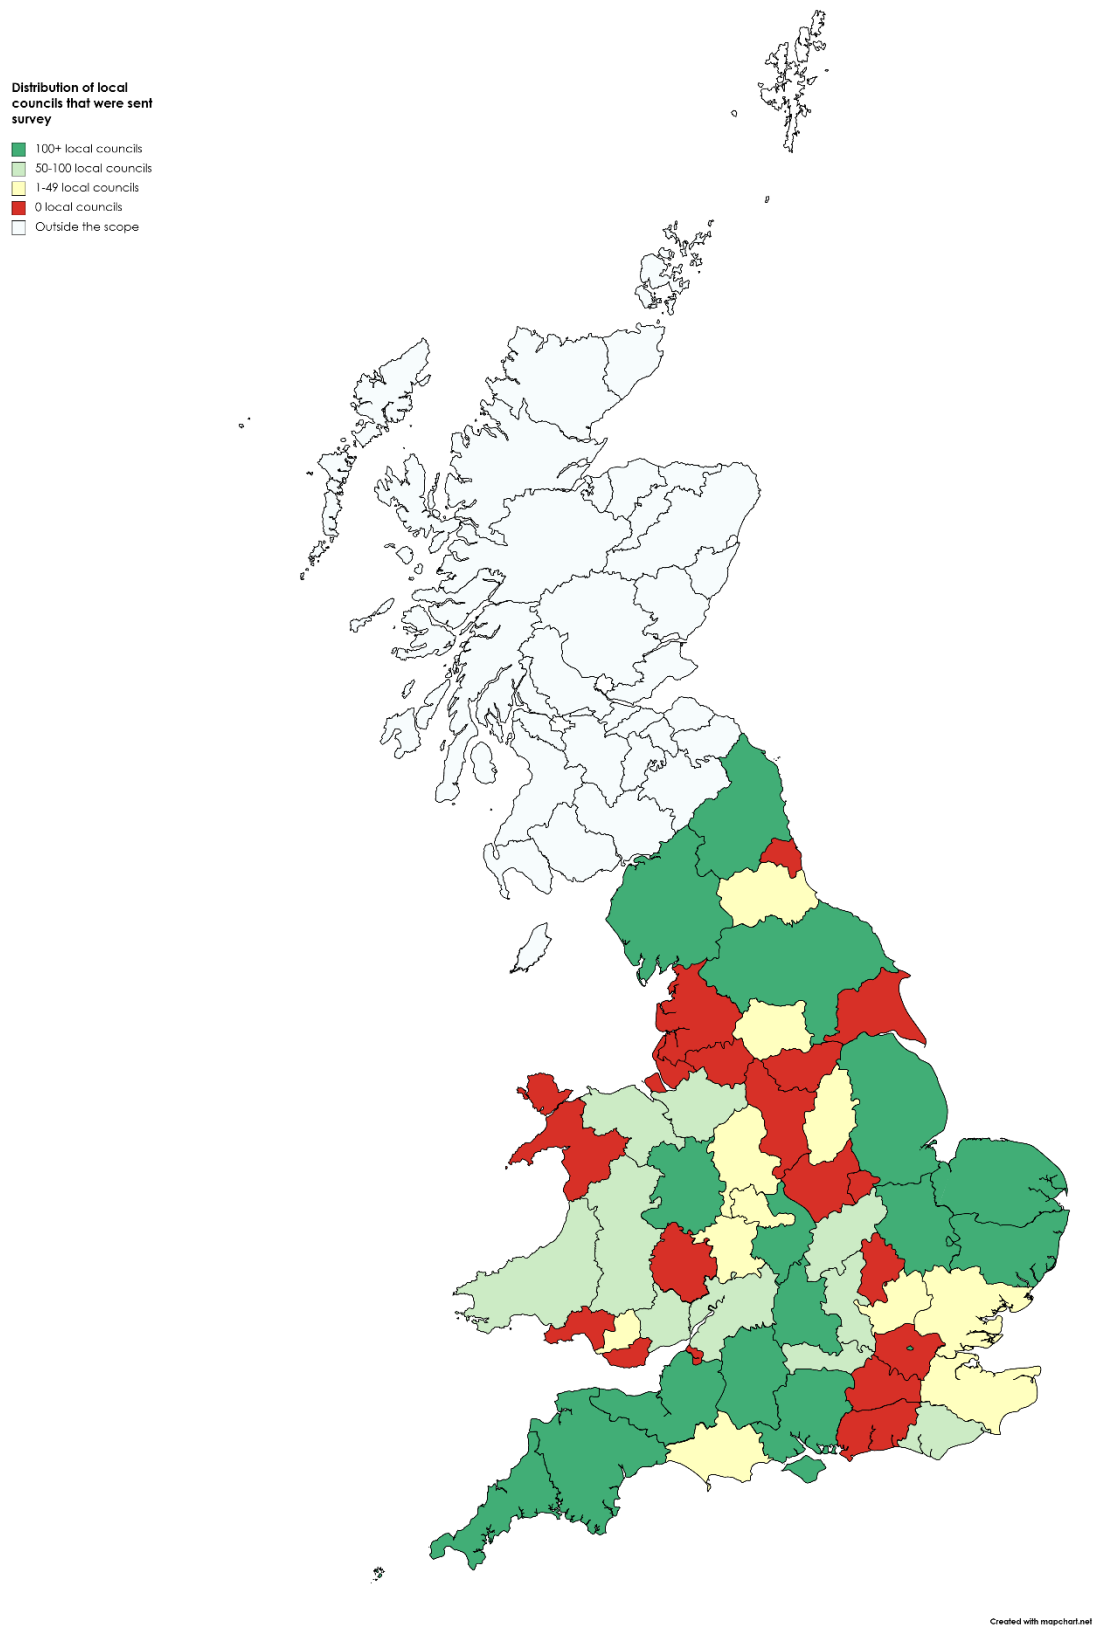 Distribution of local
councils that were sent
survey
100+ local councils
50-100 local councils
1-49 local councils
0 local councils
Outside the scope
Created with mapchart.net